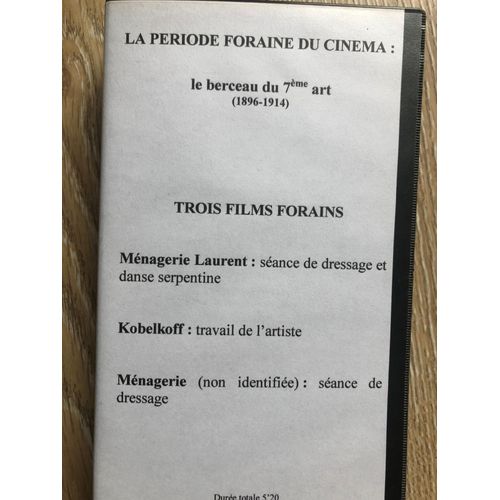 LA PERIODE FORAINE DU CINEMA :
le berceau du 7ème art
(1896-1914)
TROIS FILMS FORAINS
Ménagerie Laurent : séance de dressage et
danse serpentine
Kobelkoff : travail de l'artiste
Ménagerie (non identifiée) : séance de
dressage
Durée totale 5'20